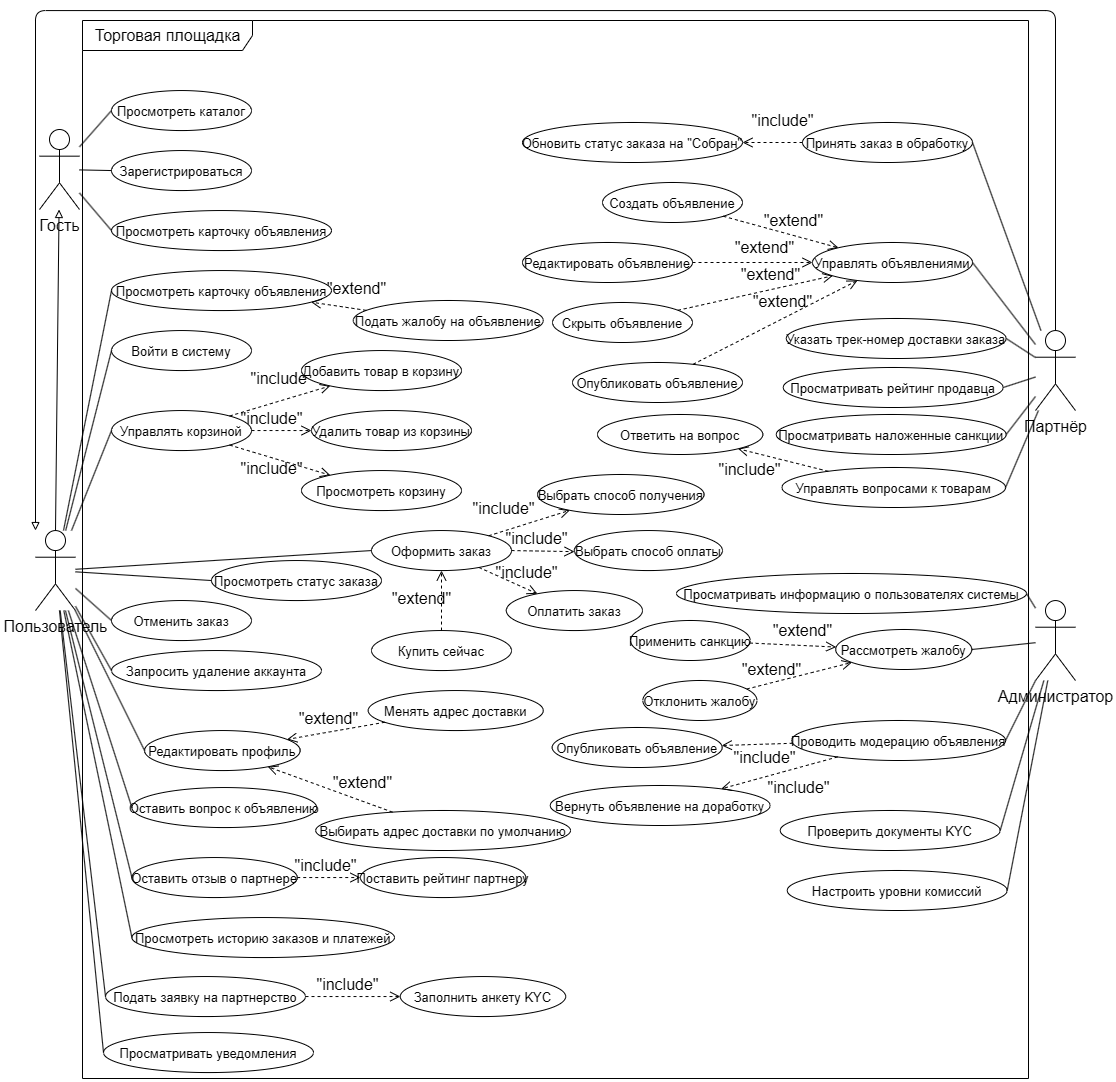 Торговая площадка
Просмотреть каталог
"include"
Обновить статус заказа на "Собран"
Принять заказ в обработку
Зарегистрироваться
Создать объявление
Гость
"extend"
Просмотреть карточку объявления
"extend"
Редактировать объявление
Управлять объявлениями
"extend"
Просмотреть карточку объявления
"extend"
"extend"
Подать жалобу на объявление
Скрыть объявление
Указать трек-номер доставки заказа
Войти в систему
Добавить товар в корзину
"include"
Опубликовать объявление
Просматривать рейтинг продавца
Партнёр
"include"
Управлять корзиной
Удалить товар из корзины
Ответить на вопрос
Просматривать наложенные санкции
"include"
"include"
Просмотреть корзину
Управлять вопросами к товарам
Выбрать способ получения
"include"
"include"
Оформить заказ
Выбрать способ оплаты
"include"
Просмотреть статус заказа
Просматривать информацию о пользователях системы
"extend"
Оплатить заказ
Пользователь
Отменить заказ
"extend"
Применить санкцию
Рассмотреть жалобу
Купить сейчас
Запросить удаление аккаунта
"extend"
Администратор
Отклонить жалобу
Менять адрес доставки
"extend"
Редактировать профиль
Опубликовать объявление
Проводить модерацию объявления
"include"
"extend"
"include"
Оставить вопрос к объявлению
Вернуть объявление на доработку
Выбирать адрес доставки по умолчанию
Проверить документы KYC
"include"
Оставить отзыв о партнере
Поставить рейтинг партнеру
Настроить уровни комиссий
Просмотреть историю заказов и платежей
"include"
Подать заявку на партнерство
Заполнить анкету KYC
Просматривать уведомления